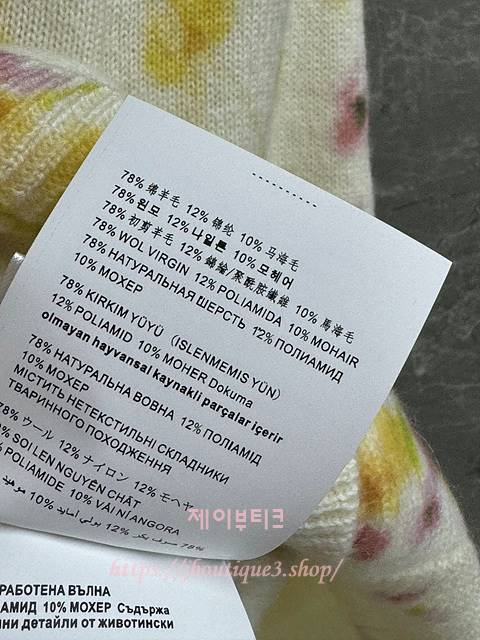 78% 绵羊毛 12% 锦纶 10% 马海毛
78% 윈모 12% 나일론 10% 모헤어
78% 初剪羊毛 12% 錦綸/聚酰胺纖維 10% 馬海毛
78% WOL VIRGIN 12% POLIAMIDA 10% MOHAIR
78% НАТУРАЛЬНАЯ ШЕРСТЬ 12% ПОЛИАМИД
10% МОХЕР
78% KIRKIM YÜYÜ (ISLENMEMIS YÜN)
12% POLIAMID 10% MOHER Dokuma
olmayan hayvansal kaynakli parçalar içerir
78% НАТУРАЛЬНА ВОВНА 12% ПОЛІАМІД
10% МОХЕР
МІСТИТЬ НЕТЕКСТИЛЬНІ СКЛАДНИКИ
ТВАРИННОГО ПОХОДЖЕННЯ
78% ウール 12% ナイロン 12% モヘヤ
SOI LEN NGUYÊN CHẤT
POLIAMIDE 10% VẢI NỈ ANGORA
제이부티크
https://jboutique3.shop/
РАБОТЕНА ВЪЛНА
АМИД 10% МОХЕР Съдържа
ни детайли от животински